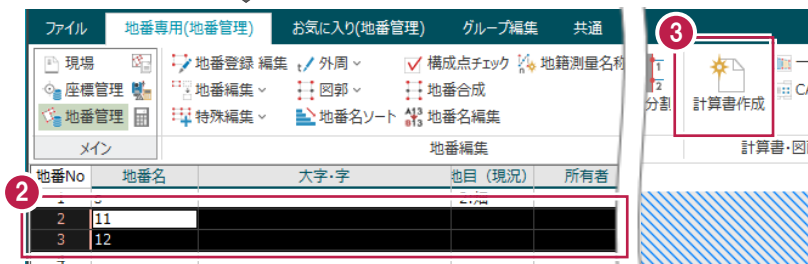 ファイル 地番専用(地番管理) お気に入り(地番管理) グループ編集 共通
3
現場 地番登録 編集 外周 構成点チェック 地籍測量名称
座標管理 地番編集 図郭 地番合成 分割 計算書作成
地番管理 特殊編集 地番名ソート 地番名編集
メイン 地番編集 計算書・図
地番No 地番名 大字・字 地目（現況） 所有者
2
2 11
3 12